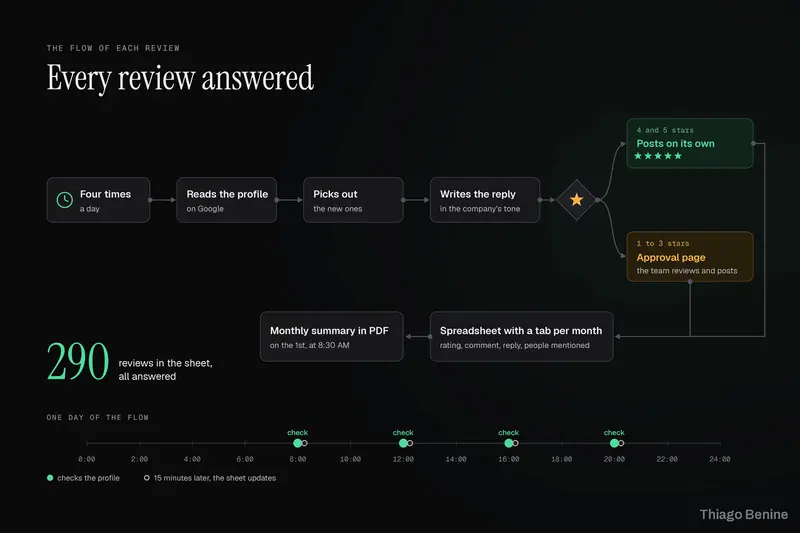 THE FLOW OF EACH REVIEW
Every review answered
Four times
a day
Reads the profile
on Google
Picks out
the new ones
Writes the reply
in the company's tone
4 and 5 stars
Posts on its own
1 to 3 stars
Approval page
the team reviews and posts
Monthly summary in PDF
on the 1st, at 8:30 AM
Spreadsheet with a tab per month
rating, comment, reply, people mentioned
290
reviews in the sheet,
all answered
ONE DAY OF THE FLOW
check check check check
0:00 2:00 4:00 6:00 8:00 10:00 12:00 14:00 16:00 18:00 20:00 22:00 24:00
checks the profile
15 minutes later, the sheet updates
Thiago Benine